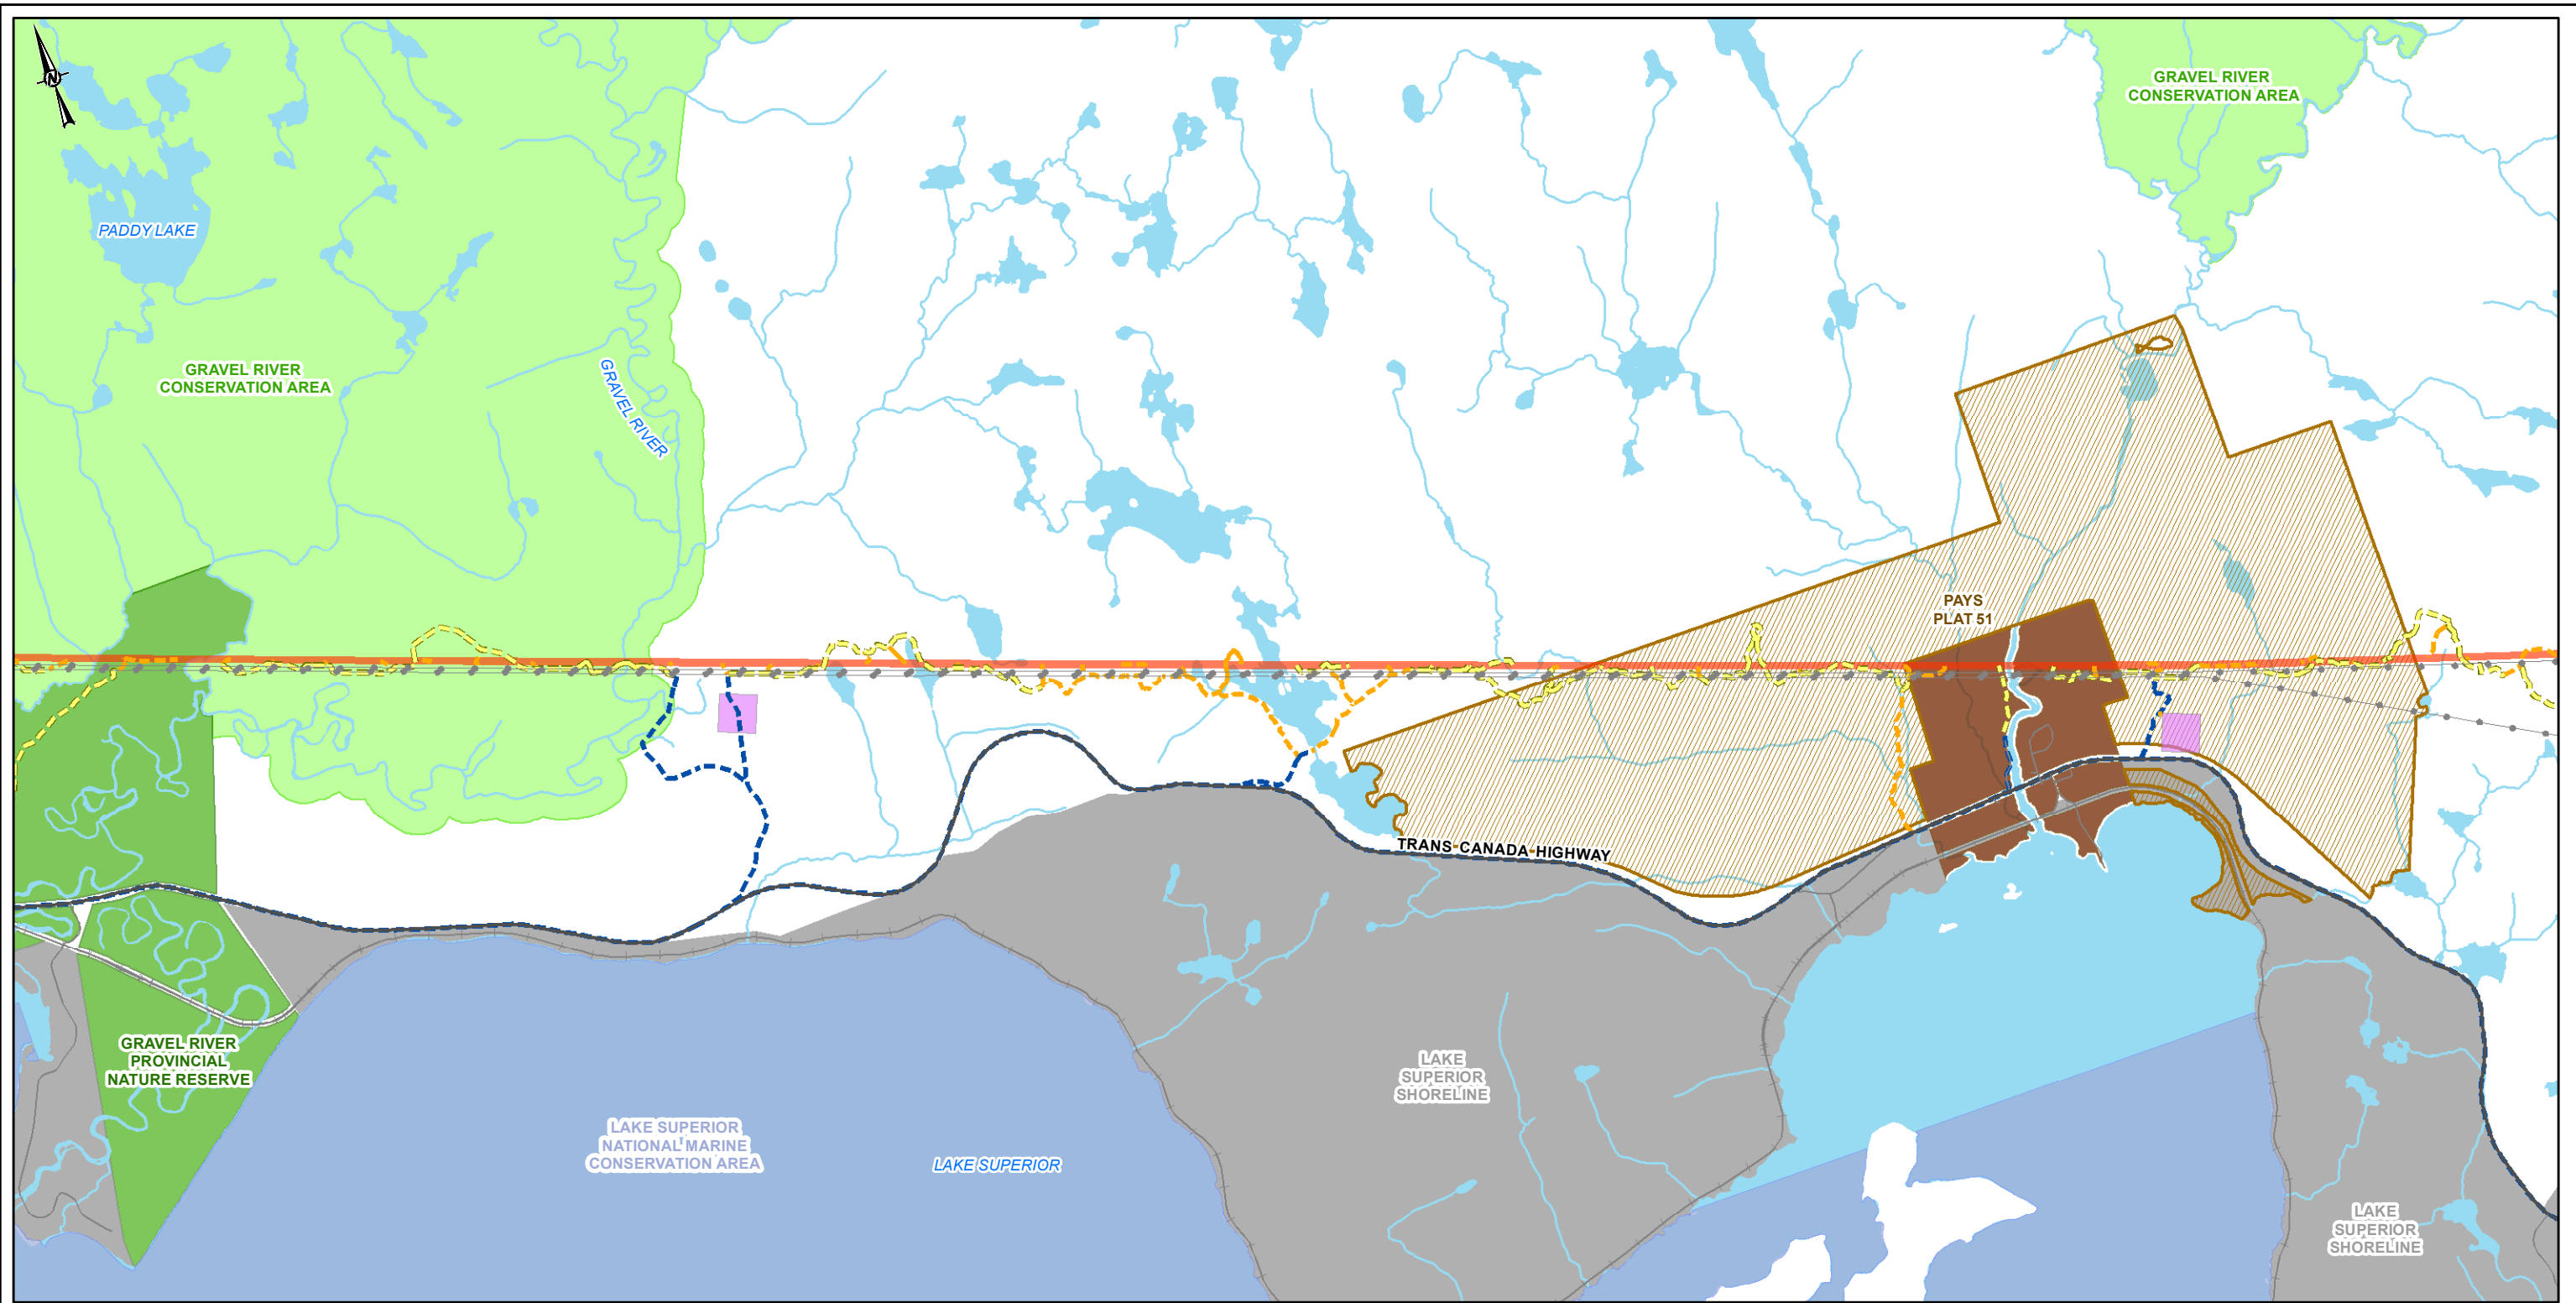 N
GRAVEL RIVER
CONSERVATION AREA
PADDY LAKE
GRAVEL RIVER
CONSERVATION AREA
GRAVEL RIVER
PAYS
PLAT 51
TRANS-CANADA HIGHWAY
GRAVEL RIVER
PROVINCIAL
NATURE RESERVE
LAKE
SUPERIOR
SHORELINE
LAKE SUPERIOR
NATIONAL MARINE
CONSERVATION AREA
LAKE SUPERIOR
LAKE
SUPERIOR
SHORELINE